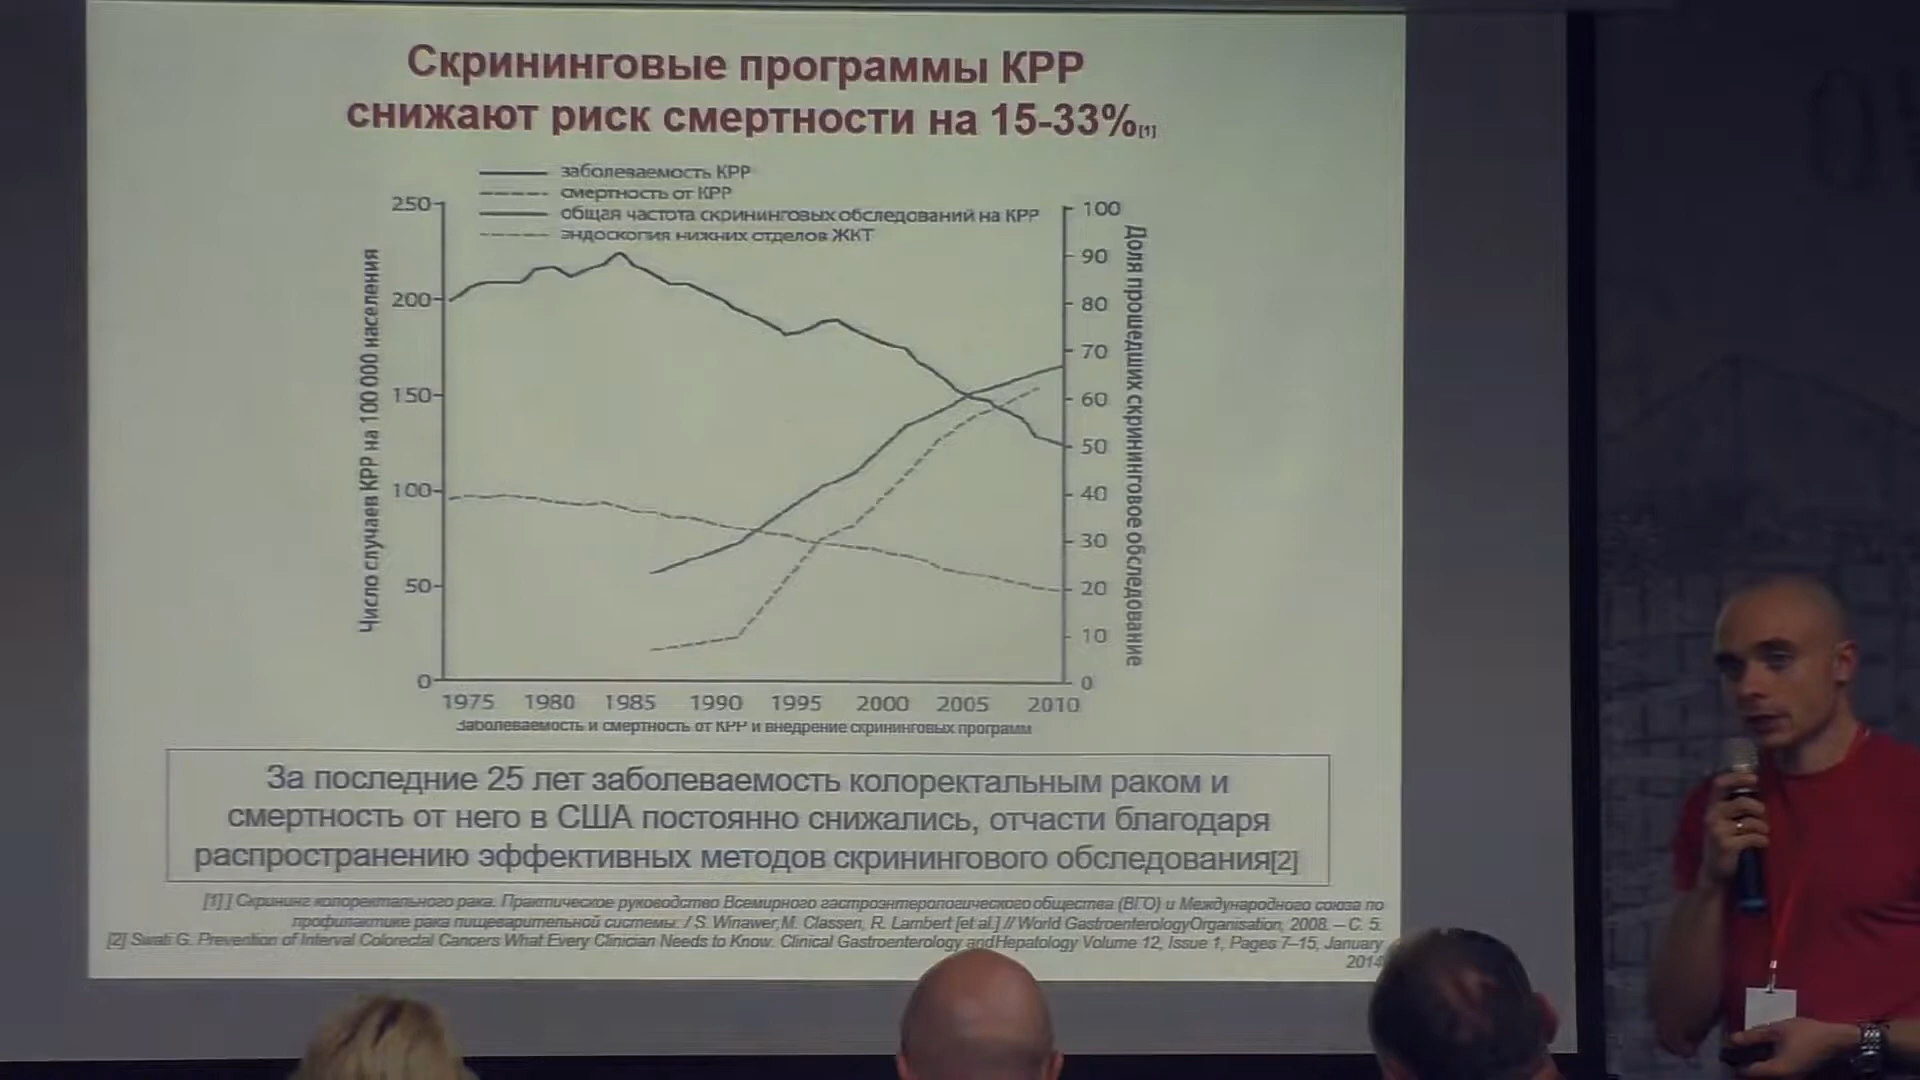 Скрининговые программы КРР
снижают риск смертности на 15-33%[1]
заболеваемость КРР
смертность от КРР
общая частота скрининговых обследований на КРР
эндоскопия нижних отделов ЖКТ
Число случаев КРР на 100 000 населения
250
200
150
100
50
0
100
90
80
70
60
50
40
30
20
10
0
Доля прошедших скрининговое обследование
1975 1980 1985 1990 1995 2000 2005 2010
Заболеваемость и смертность от КРР и внедрение скрининговых программ
За последние 25 лет заболеваемость колоректальным раком и
смертность от него в США постоянно снижались, отчасти благодаря
распространению эффективных методов скринингового обследования[2]
[1] ] Скрининг колоректального рака. Практическое руководство Всемирного гастроэнтерологического общества (ВГО) и Международного союза по
профилактике рака пищеварительной системы. / S. Winawer, M. Classen, R. Lambert [et al.] // World Gastroenterology Organisation, 2008. – С. 5.
[2] Swati G. Prevention of Interval Colorectal Cancers What Every Clinician Needs to Know. Clinical Gastroenterology and Hepatology Volume 12, Issue 1, Pages 7–15, January
2014